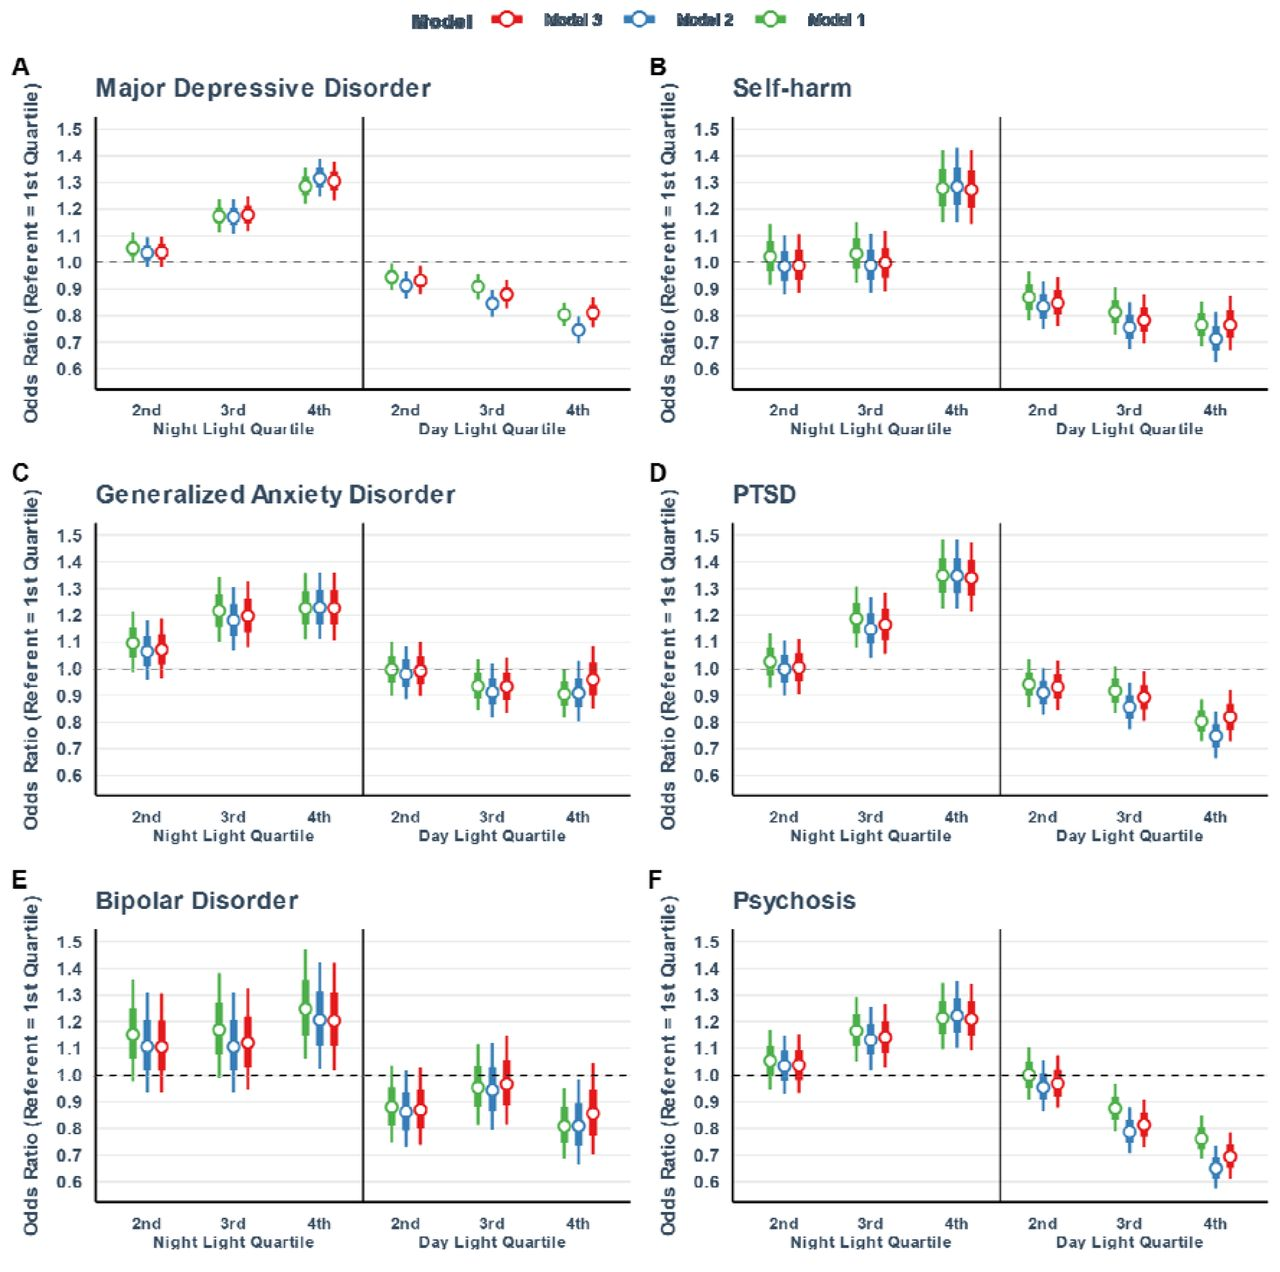 Model Model 3 Model 2 Model 1
A
Major Depressive Disorder
Odds Ratio (Referent = 1st Quartile)
1.5
1.4
1.3
1.2
1.1
1.0
0.9
0.8
0.7
0.6
2nd 3rd 4th 2nd 3rd 4th
Night Light Quartile Day Light Quartile
B
Self-harm
Odds Ratio (Referent = 1st Quartile)
1.5
1.4
1.3
1.2
1.1
1.0
0.9
0.8
0.7
0.6
2nd 3rd 4th 2nd 3rd 4th
Night Light Quartile Day Light Quartile
C
Generalized Anxiety Disorder
Odds Ratio (Referent = 1st Quartile)
1.5
1.4
1.3
1.2
1.1
1.0
0.9
0.8
0.7
0.6
2nd 3rd 4th 2nd 3rd 4th
Night Light Quartile Day Light Quartile
D
PTSD
Odds Ratio (Referent = 1st Quartile)
1.5
1.4
1.3
1.2
1.1
1.0
0.9
0.8
0.7
0.6
2nd 3rd 4th 2nd 3rd 4th
Night Light Quartile Day Light Quartile
E
Bipolar Disorder
Odds Ratio (Referent = 1st Quartile)
1.5
1.4
1.3
1.2
1.1
1.0
0.9
0.8
0.7
0.6
2nd 3rd 4th 2nd 3rd 4th
Night Light Quartile Day Light Quartile
F
Psychosis
Odds Ratio (Referent = 1st Quartile)
1.5
1.4
1.3
1.2
1.1
1.0
0.9
0.8
0.7
0.6
2nd 3rd 4th 2nd 3rd 4th
Night Light Quartile Day Light Quartile